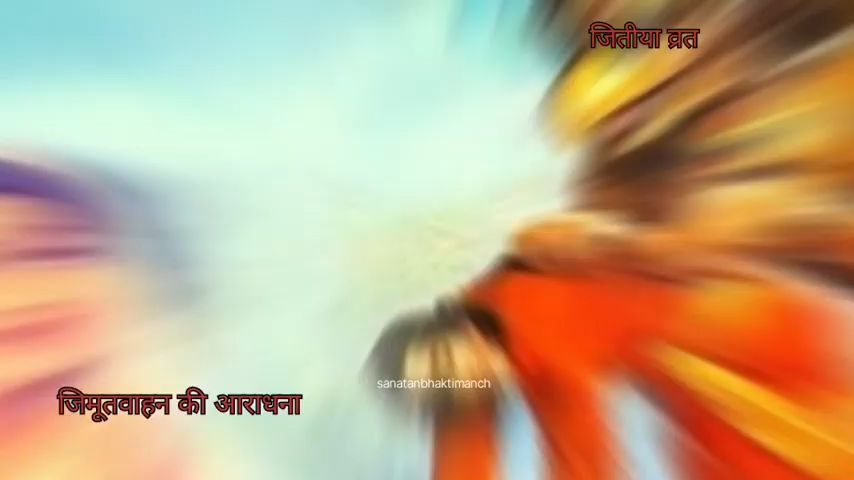 जितीया व्रत
sanatanbhaktimanch
जिमूतवाहन की आराधना